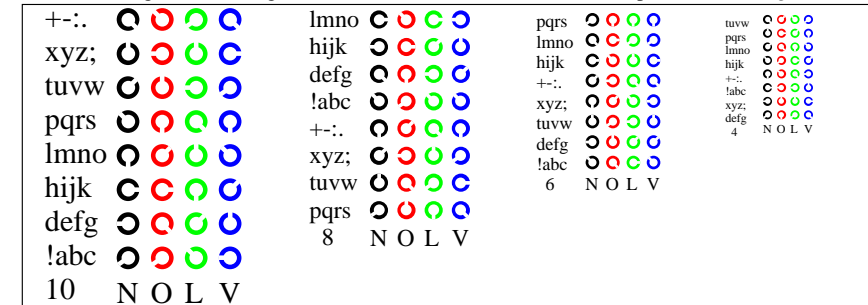 +-:.
xyz;
tuvw
pqrs
lmno
hijk
defg
!abc
10 N O L V
lmno
hijk
defg
!abc
+-:.
xyz;
tuvw
pqrs
8 N O L V
pqrs
lmno
hijk
+-:.
xyz;
tuvw
defg
!abc
6 N O L V
tuvw
pqrs
lmno
hijk
+-:.
!abc
xyz;
defg
4 N O L V